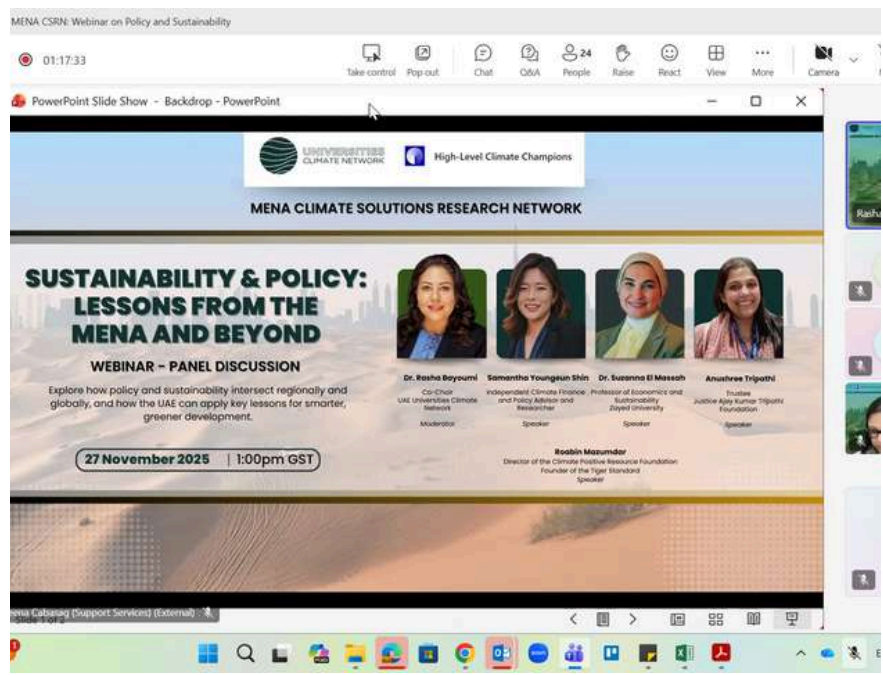 MENA CSRN: Webinar on Policy and Sustainability
01:17:33
Take control
Pop out
Chat
Q&A
24
People
Raise
React
View
More
Camera
PowerPoint Slide Show - Backdrop - PowerPoint
UNIVERSITIES
CLIMATE NETWORK
High-Level Climate Champions
MENA CLIMATE SOLUTIONS RESEARCH NETWORK
SUSTAINABILITY & POLICY:
LESSONS FROM THE
MENA AND BEYOND
WEBINAR – PANEL DISCUSSION
Explore how policy and sustainability intersect regionally and
globally, and how the UAE can apply key lessons for smarter,
greener development.
27 November 2025 | 1:00pm GST
Dr. Rasha Bayoumi
Co-Chair
UAE Universities Climate
Network
Moderator
Samantha Youngeun Shin
Independent Climate Finance
and Policy Advisor and
Researcher
Speaker
Dr. Suzanna El Massah
Professor of Economics and
Sustainability
Zayed University
Speaker
Anushree Tripathi
Trustee
Justice Ajay Kumar Tripathi
Foundation
Speaker
Roabin Mazumdar
Director of the Climate Positive Resource Foundation
Founder of the Tiger Standard
Speaker
Rasha
Cabasag (Support Services) (External)
Slide 1 of 2